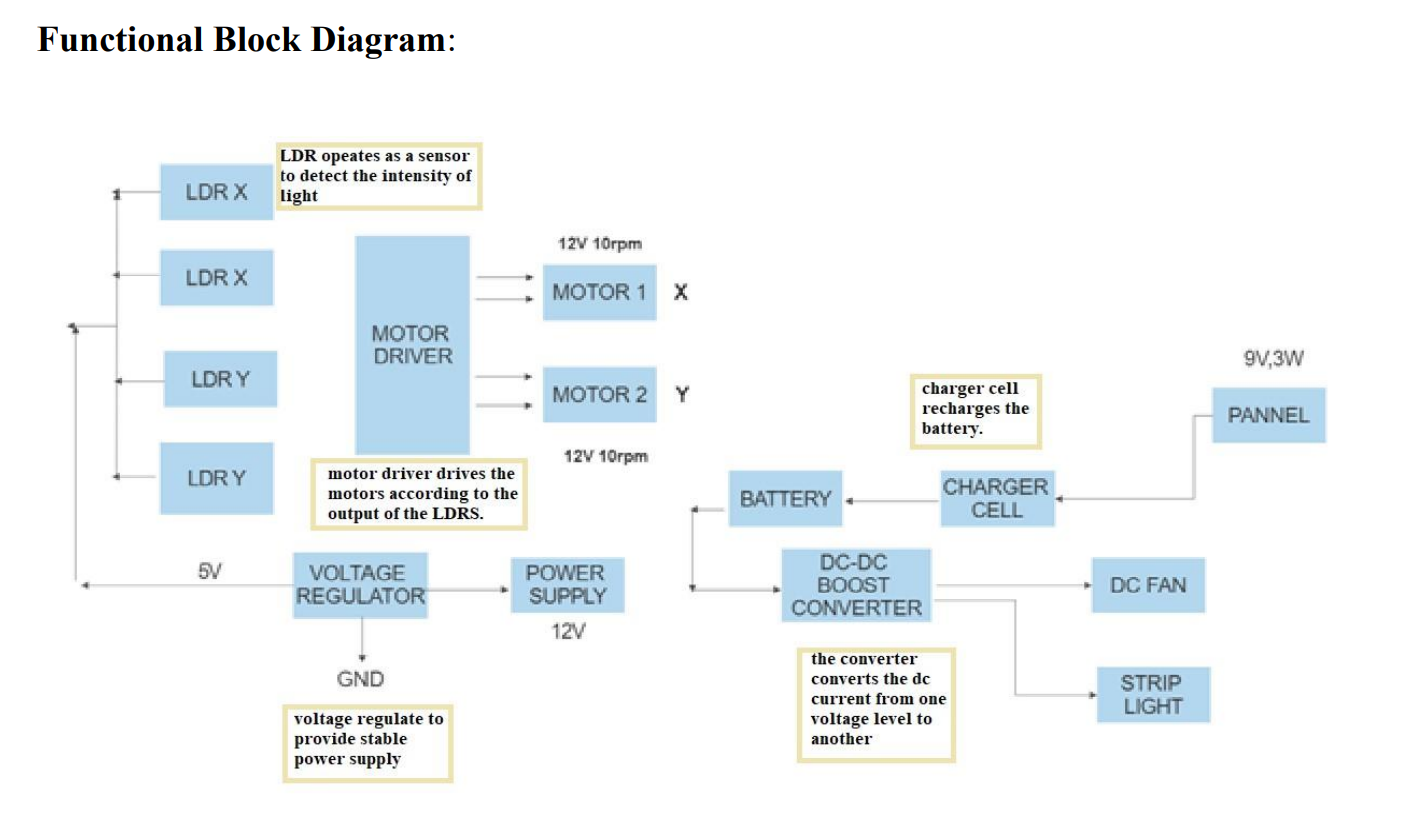 Functional Block Diagram:
LDR X
LDR opeates as a sensor
to detect the intensity of
light
LDR X
LDR Y
LDR Y
MOTOR
DRIVER
12V 10rpm
MOTOR 1
X
MOTOR 2
Y
12V 10rpm
motor driver drives the
motors according to the
output of the LDRS.
5V
VOLTAGE
REGULATOR
POWER
SUPPLY
12V
GND
voltage regulate to
provide stable
power supply
9V,3W
PANNEL
charger cell
recharges the
battery.
CHARGER
CELL
BATTERY
DC-DC
BOOST
CONVERTER
DC FAN
STRIP
LIGHT
the converter
converts the dc
current from one
voltage level to
another